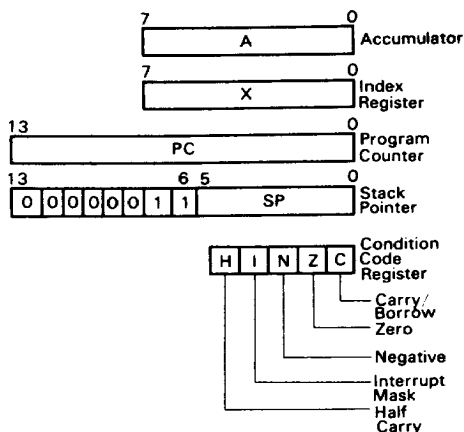 7 0
A Accumulator
7 0
X Index
Register
13 0
PC Program
Counter
13 6 5 0
0 0 0 0 0 0 1 1 SP Stack
Pointer
Condition
Code
Register
H I N Z C
Carry/
Borrow
Zero
Negative
Interrupt
Mask
Half
Carry